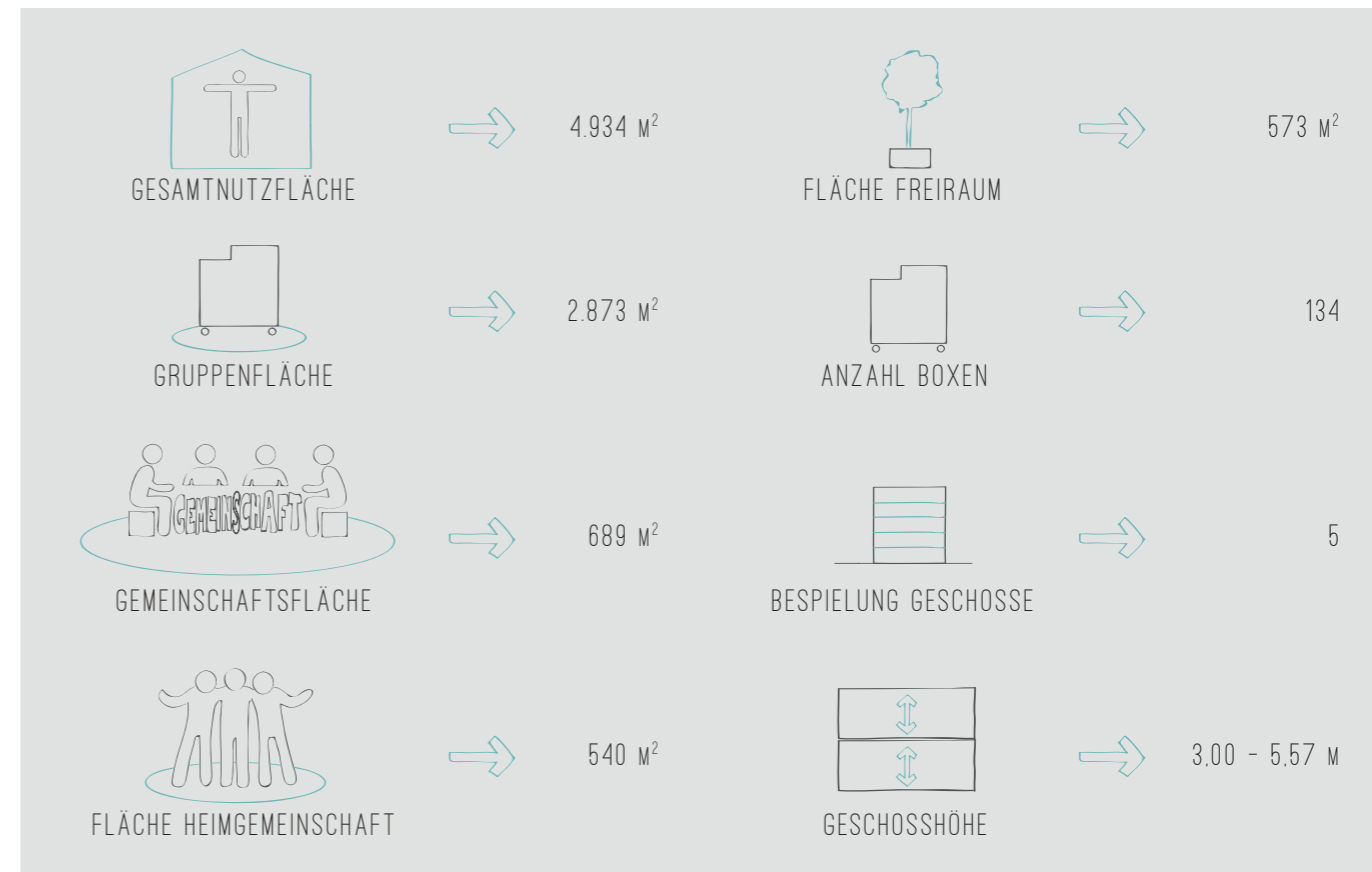 4.934 M²
GESAMTNUTZFLÄCHE
573 M²
FLÄCHE FREIRAUM
2.873 M²
GRUPPENFLÄCHE
134
ANZAHL BOXEN
GEMEINSCHAFT
689 M²
GEMEINSCHAFTSFLÄCHE
5
BESPIELUNG GESCHOSSE
540 M²
FLÄCHE HEIMGEMEINSCHAFT
3,00 - 5,57 M
GESCHOSSHÖHE